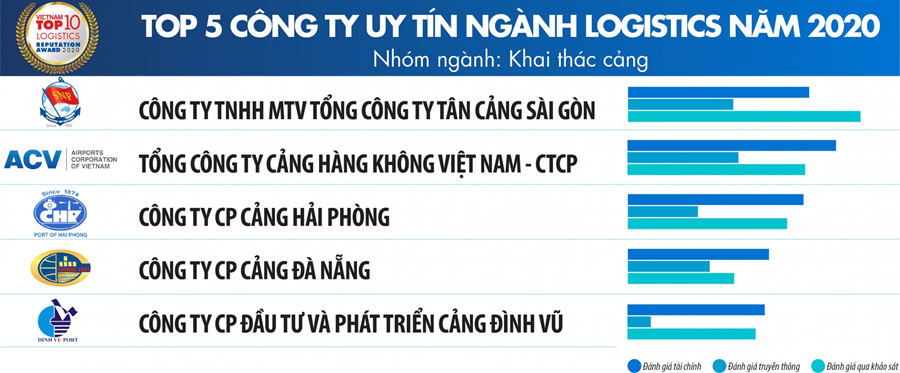 VIETNAM
TOP 10
LOGISTICS
REPUTATION
AWARD 2020
TOP 5 CÔNG TY UY TÍN NGÀNH LOGISTICS NĂM 2020
Nhóm ngành: Khai thác cảng
SNP
CÔNG TY TNHH MTV TỔNG CÔNG TY TÂN CẢNG SÀI GÒN
ACV
AIRPORTS
CORPORATION
OF VIETNAM
TỔNG CÔNG TY CẢNG HÀNG KHÔNG VIỆT NAM - CTCP
Since 1874
CHP
PORT OF HAI PHONG
CÔNG TY CP CẢNG HẢI PHÒNG
CÔNG TY CP CẢNG ĐÀ NẴNG
DINH VU PORT
CÔNG TY CP ĐẦU TƯ VÀ PHÁT TRIỂN CẢNG ĐÌNH VŨ
Đánh giá tài chính
Đánh giá truyền thông
Đánh giá qua khảo sát